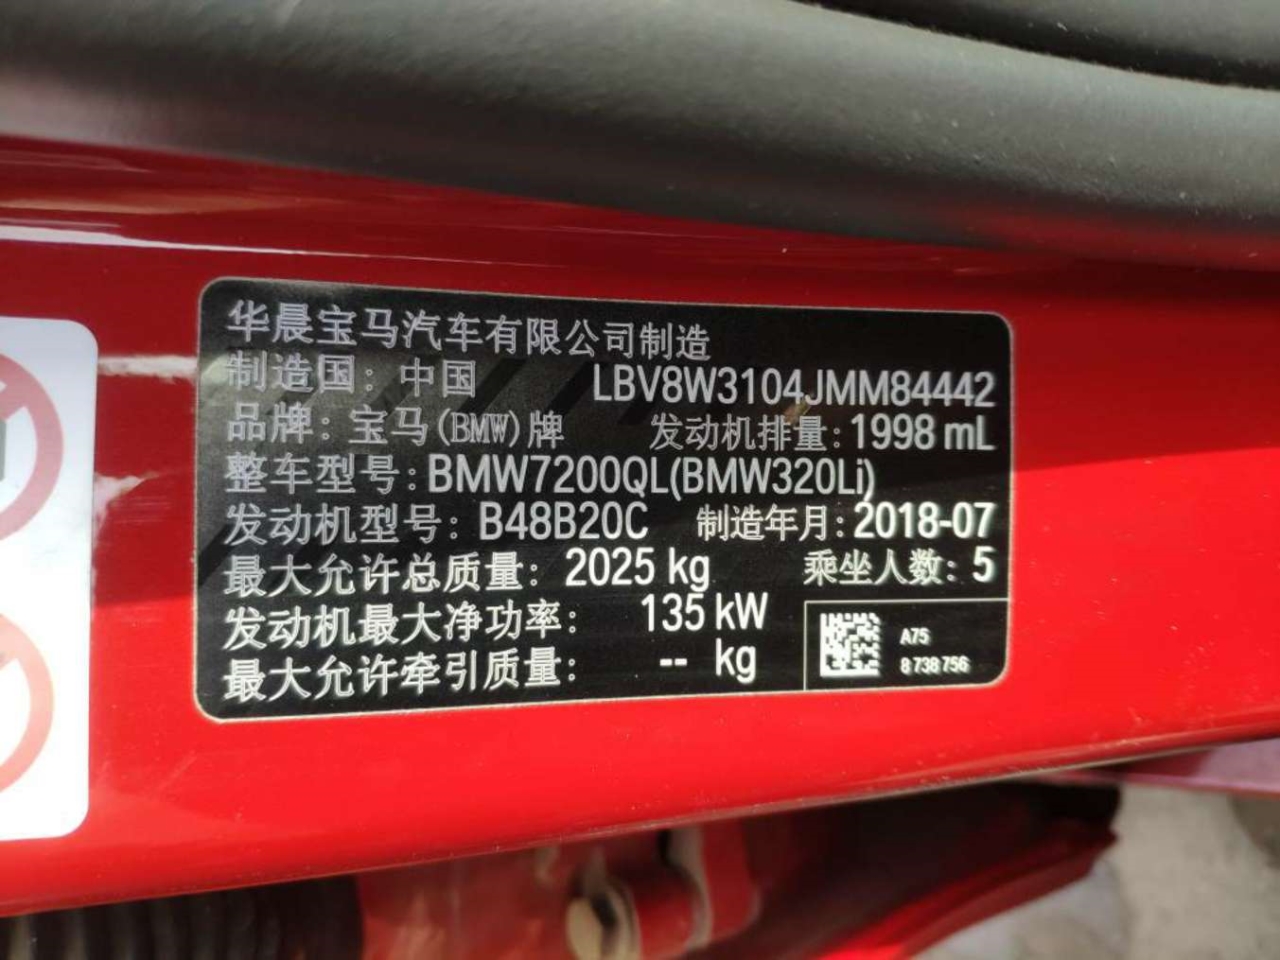 华晨宝马汽车有限公司制造
制造国：中国 LBV8W3104JMM84442
品牌：宝马(BMW)牌 发动机排量：1998 mL
整车型号：BMW7200QL(BMW320Li)
发动机型号：B48B20C 制造年月：2018-07
最大允许总质量：2025 kg 乘坐人数：5
发动机最大净功率： 135 kW
最大允许牵引质量： -- kg
A75
8 738 756